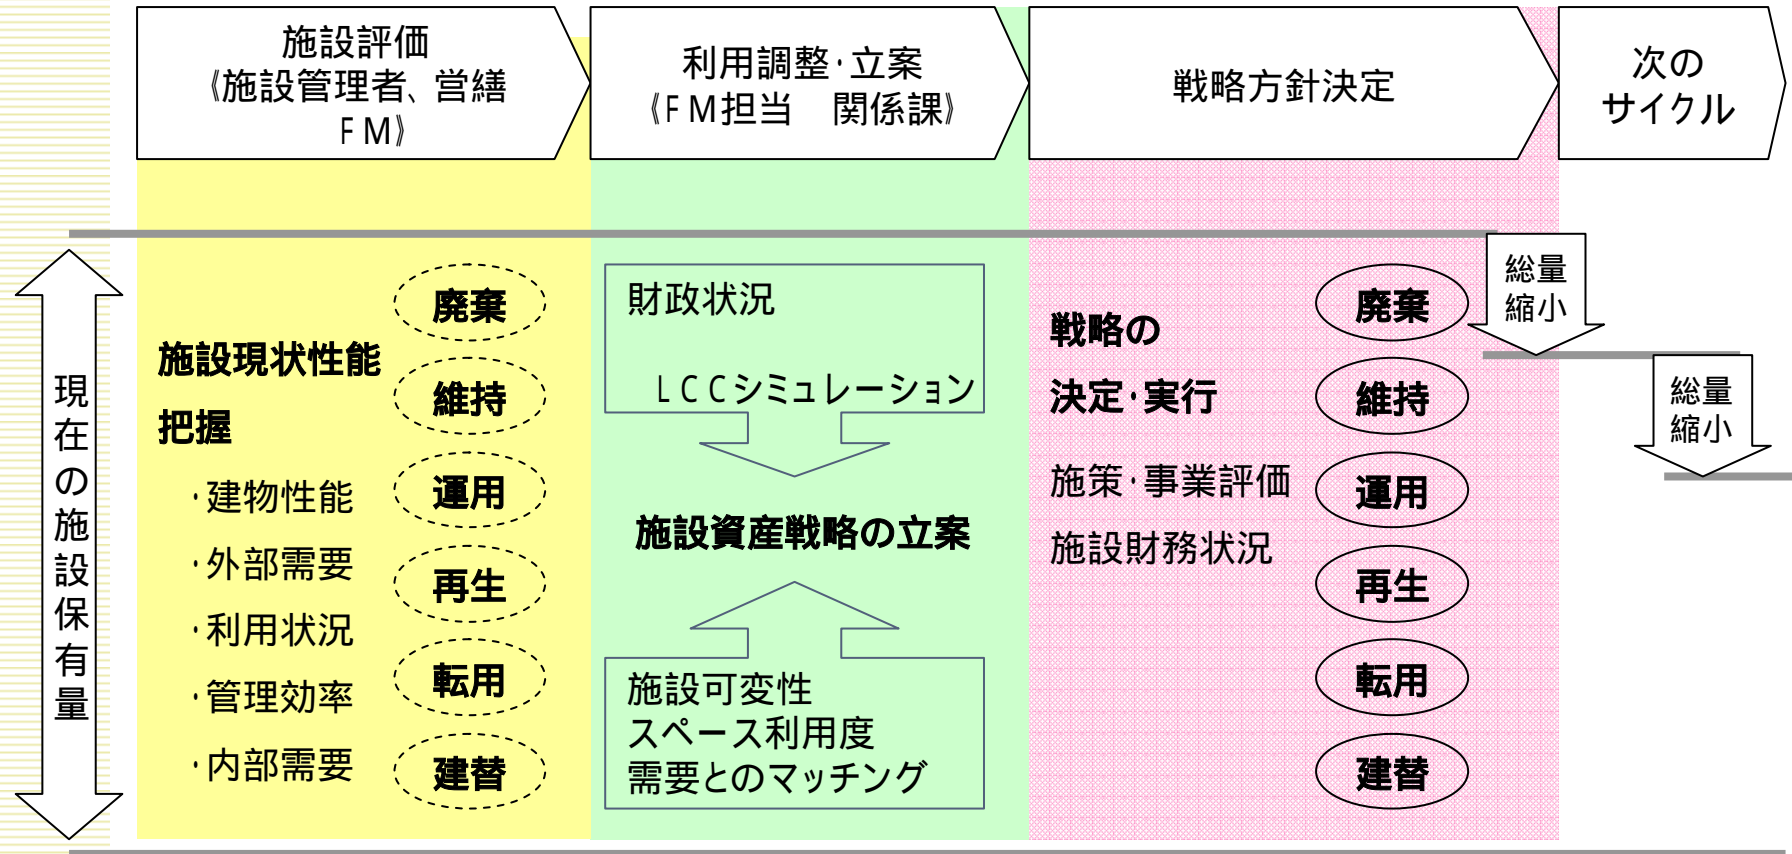 施設評価
《施設管理者、営繕
ＦＭ》
利用調整・立案
《ＦＭ担当　関係課》
戦略方針決定
次の
サイクル
現在の施設保有量
施設現状性能
把握
・建物性能
・外部需要
・利用状況
・管理効率
・内部需要
廃棄
維持
運用
再生
転用
建替
財政状況
ＬＣＣシミュレーション
施設資産戦略の立案
施設可変性
スペース利用度
需要とのマッチング
戦略の
決定・実行
施策・事業評価
施設財務状況
廃棄
維持
運用
再生
転用
建替
総量
縮小
総量
縮小